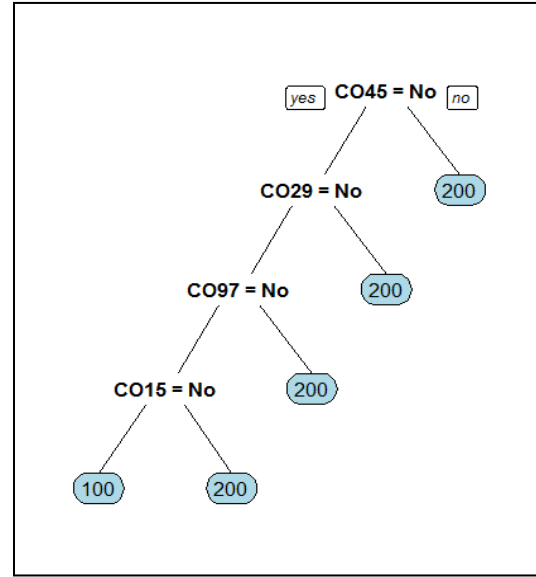 yes CO45 = No no
CO29 = No 200
CO97 = No 200
CO15 = No 200
100 200